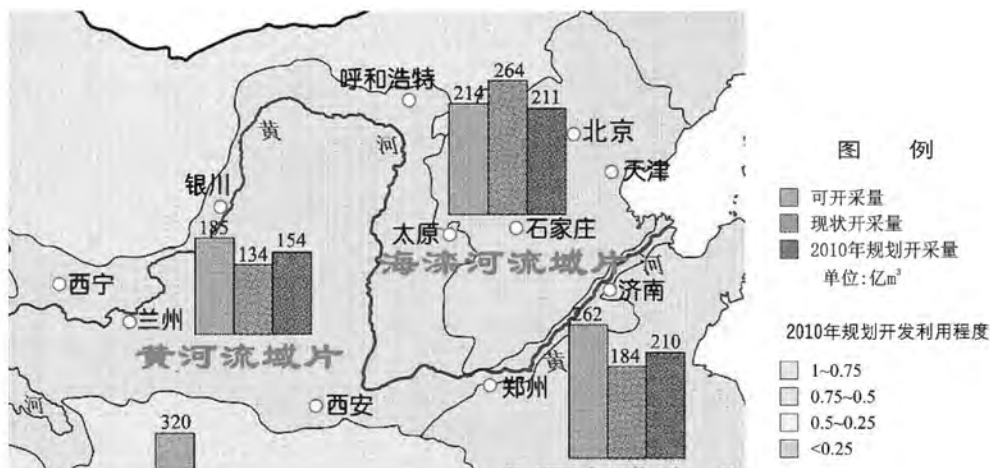 呼和浩特
264
214
211
黄
河
北京
图 例
天津
可开采量
银川
现状开采量
185
太原
石家庄
2010年规划开采量
134
154
海滦河流域片
河
单位:亿m³
西宁
济南
兰州
262
2010年规划开发利用程度
黄河流域片
黄
184
210
1~0.75
郑州
0.75~0.5
河
西安
0.5~0.25
320
<0.25